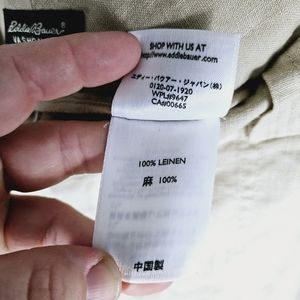 Eddie Bauer
SHOP WITH US AT
http://www.eddiebauer.com
エディー・バウアー・ジャパン(株)
0120-07-1920
WPL#9647
CA#00665
100% LEINEN
麻 100%
中国製